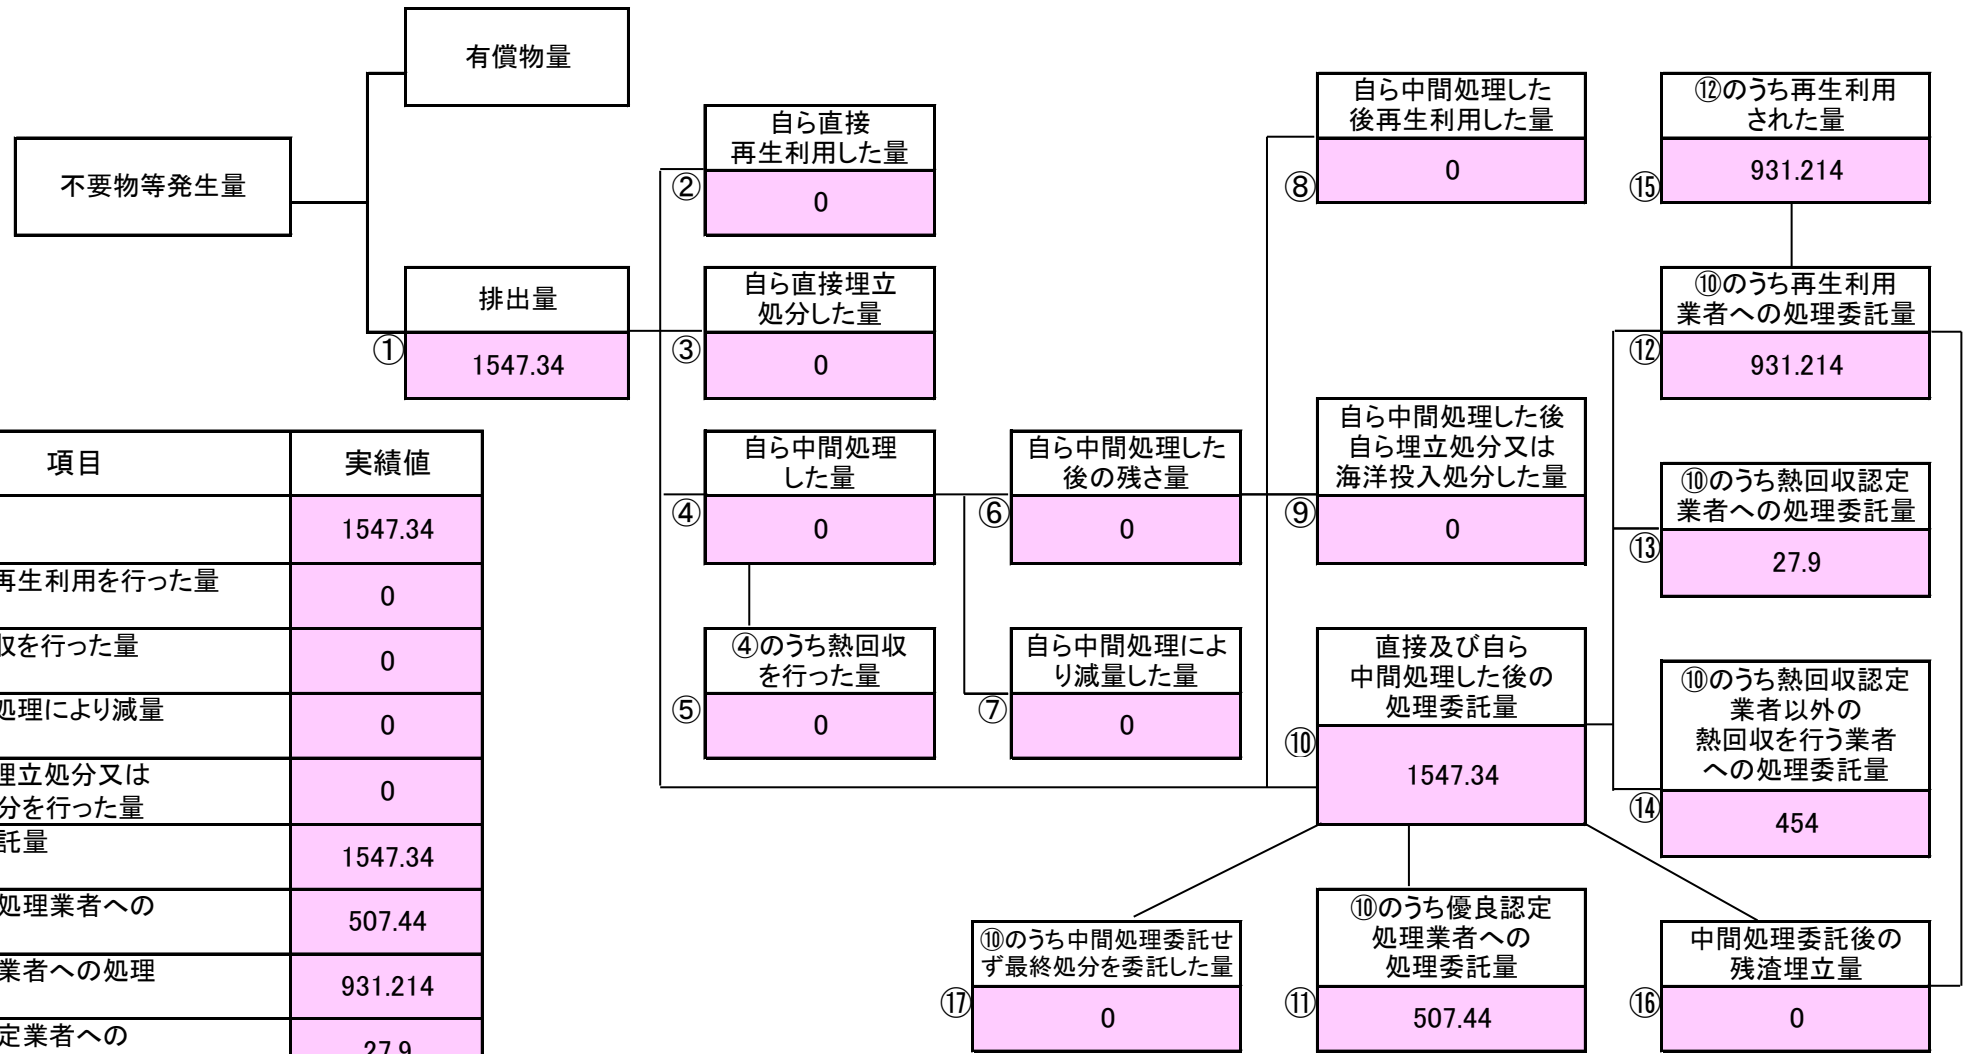 有償物量
不要物等発生量
排出量
①
1547.34
自ら直接
再生利用した量
②
0
自ら直接埋立
処分した量
③
0
自ら中間処理
した量
④
0
④のうち熱回収
を行った量
⑤
0
自ら中間処理した
後の残さ量
⑥
0
自ら中間処理によ
り減量した量
⑦
0
自ら中間処理した
後再生利用した量
⑧
0
自ら中間処理した後
自ら埋立処分又は
海洋投入処分した量
⑨
0
直接及び自ら
中間処理した後の
処理委託量
⑩
1547.34
⑩のうち優良認定
処理業者への
処理委託量
⑪
507.44
⑫のうち再生利用
された量
⑮
931.214
⑩のうち再生利用
業者への処理委託量
⑫
931.214
⑩のうち熱回収認定
業者への処理委託量
⑬
27.9
⑩のうち熱回収認定
業者以外の
熱回収を行う業者
への処理委託量
⑭
454
中間処理委託後の
残渣埋立量
⑯
0
⑩のうち中間処理委託せ
ず最終処分を委託した量
⑰
0
項目
実績値
1547.34
再生利用を行った量
0
収を行った量
0
処理により減量
0
埋立処分又は
分を行った量
0
託量
1547.34
処理業者への
507.44
業者への処理
931.214
定業者への
27.9